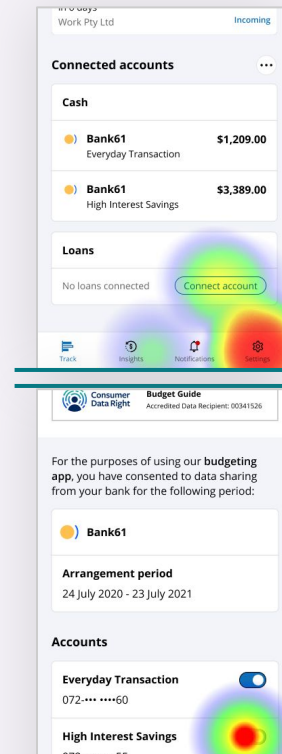 Work Pty Ltd
Incoming
Connected accounts
Cash
Bank61 $1,209.00
Everyday Transaction
Bank61 $3,389.00
High Interest Savings
Loans
No loans connected Connect account
Track Insights Notifications Settings
Consumer Data Right
Budget Guide
Accredited Data Recipient: 00341526
For the purposes of using our budgeting
app, you have consented to data sharing
from your bank for the following period:
Bank61
Arrangement period
24 July 2020 - 23 July 2021
Accounts
Everyday Transaction
072-••• ••••60
High Interest Savings